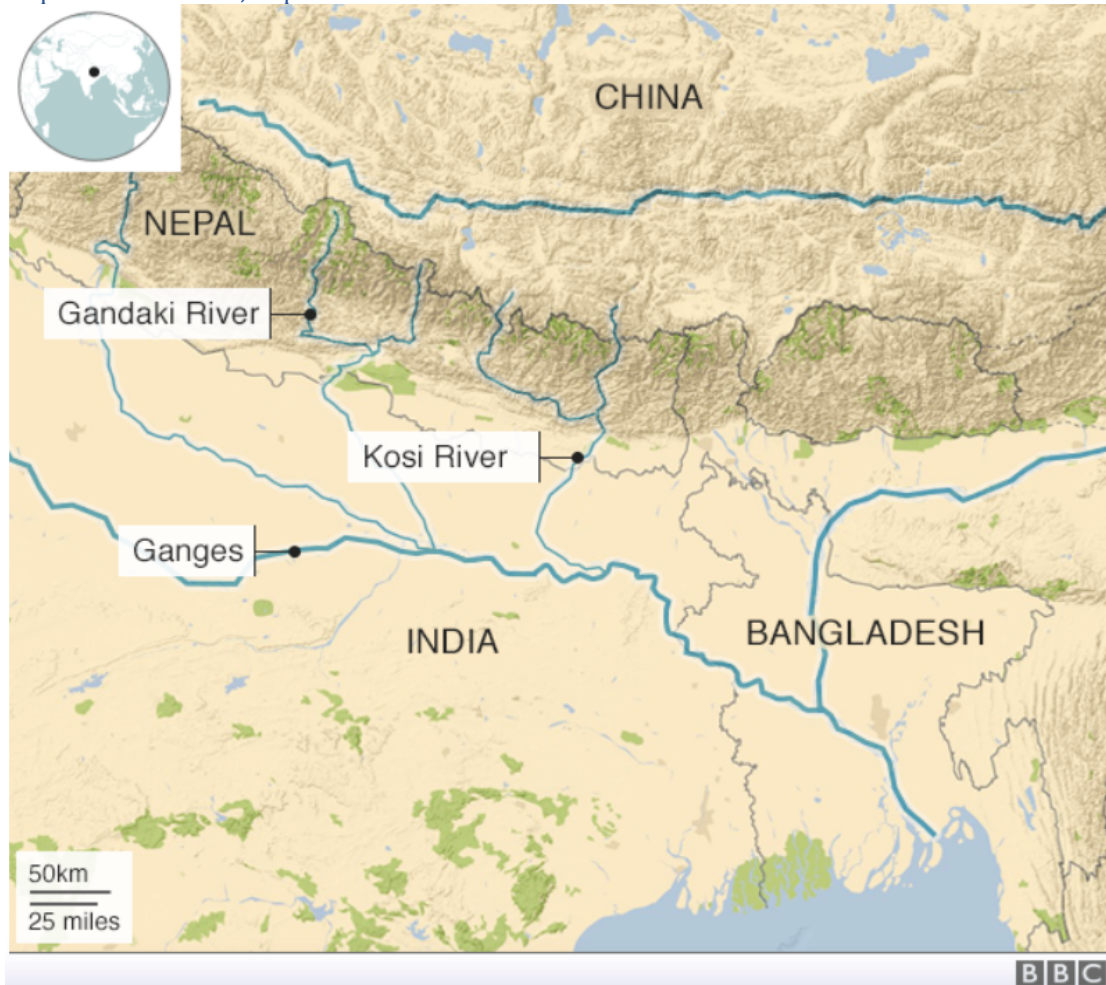 CHINA
NEPAL
Gandaki River
Kosi River
Ganges
INDIA
BANGLADESH
50km
25 miles
BBC